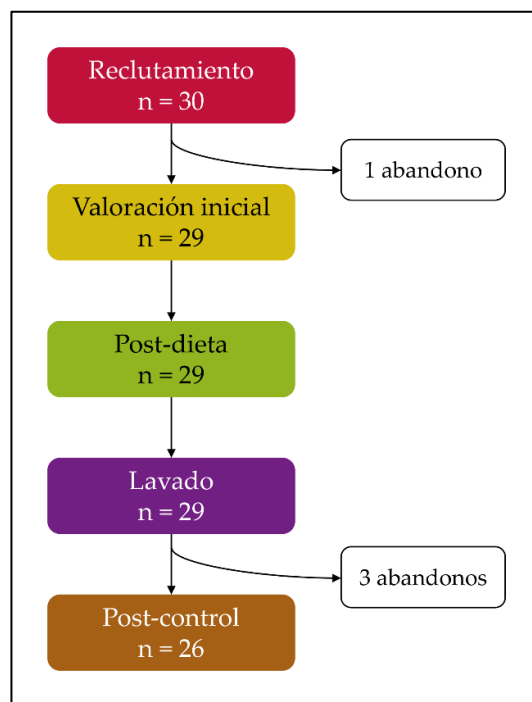 Reclutamiento
n = 30
1 abandono
Valoración inicial
n = 29
Post-dieta
n = 29
Lavado
n = 29
3 abandonos
Post-control
n = 26